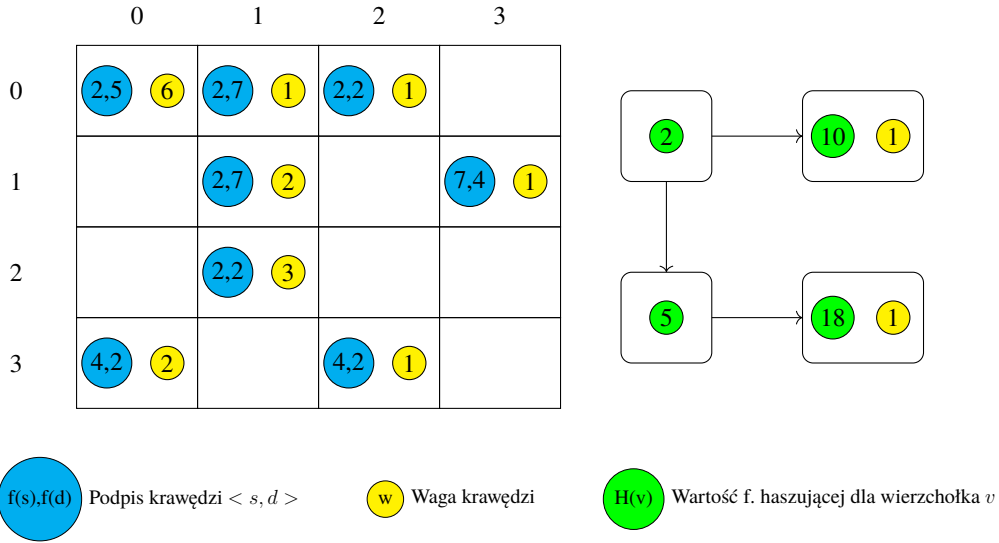 0 1 2 3
0 2,5 6 2,7 1 2,2 1
2 10 1
1 2,7 2 7,4 1
2 2,2 3
5 18 1
3 4,2 2 4,2 1
f(s),f(d) Podpis krawędzi < s, d > w Waga krawędzi H(v) Wartość f. haszującej dla wierzchołka v